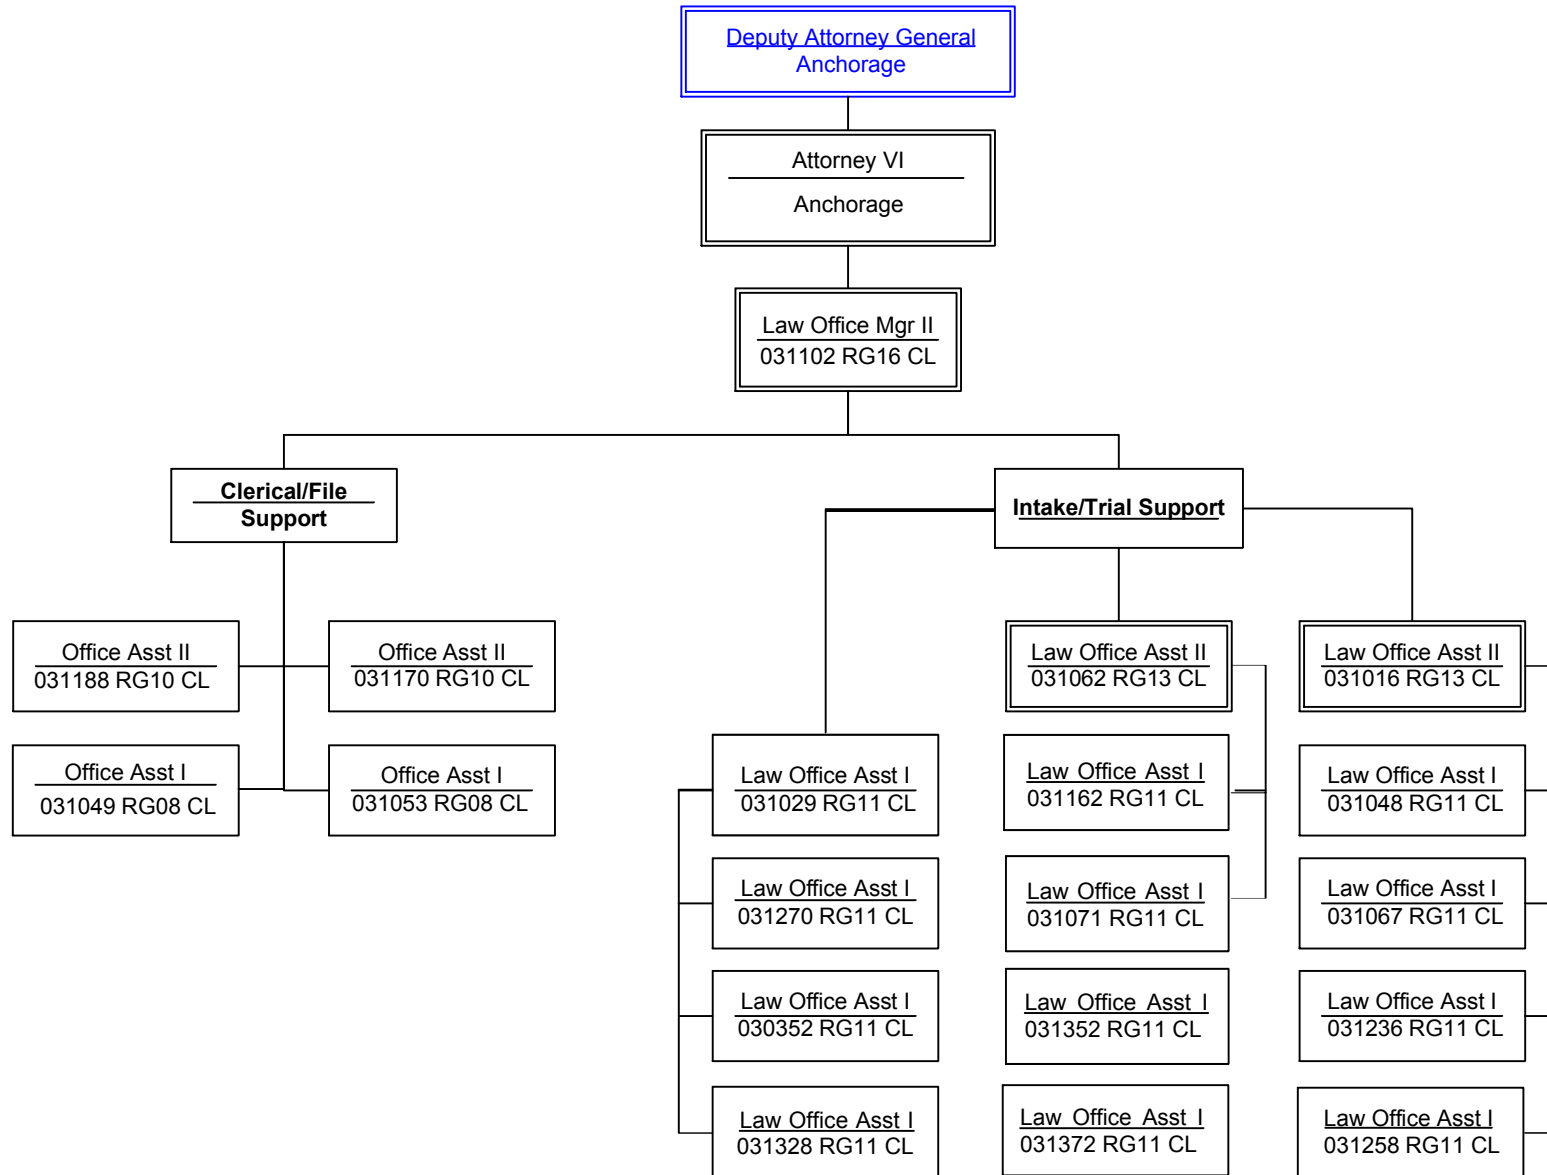 Deputy Attorney General
Anchorage
Attorney VI
Anchorage
Law Office Mgr II
031102 RG16 CL
Clerical/File
Support
Intake/Trial Support
Office Asst II
031188 RG10 CL
Office Asst II
031170 RG10 CL
Office Asst I
031049 RG08 CL
Office Asst I
031053 RG08 CL
Law Office Asst II
031062 RG13 CL
Law Office Asst II
031016 RG13 CL
Law Office Asst I
031029 RG11 CL
Law Office Asst I
031162 RG11 CL
Law Office Asst I
031048 RG11 CL
Law Office Asst I
031270 RG11 CL
Law Office Asst I
031071 RG11 CL
Law Office Asst I
031067 RG11 CL
Law Office Asst I
030352 RG11 CL
Law Office Asst I
031352 RG11 CL
Law Office Asst I
031236 RG11 CL
Law Office Asst I
031328 RG11 CL
Law Office Asst I
031372 RG11 CL
Law Office Asst I
031258 RG11 CL